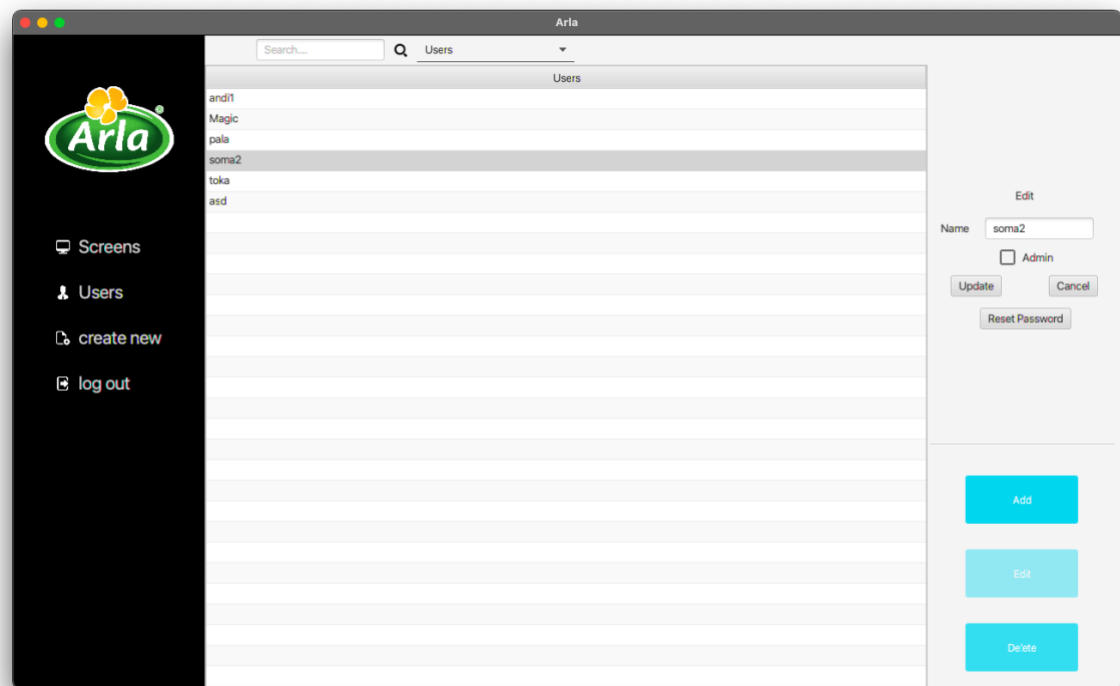 Arla
Search....
Users
Arla ®
Screens
Users
create new
log out
Users
andi1
Magic
pala
soma2
toka
asd
Edit
Name soma2
Admin
Update Cancel
Reset Password
Add
Edit
Delete